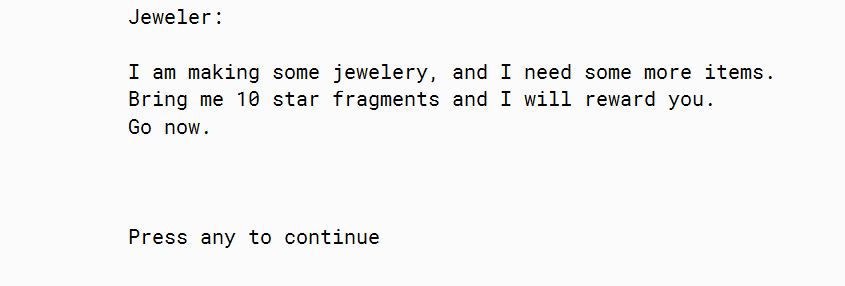 Jeweler:
I am making some jewelery, and I need some more items.
Bring me 10 star fragments and I will reward you.
Go now.
Press any to continue